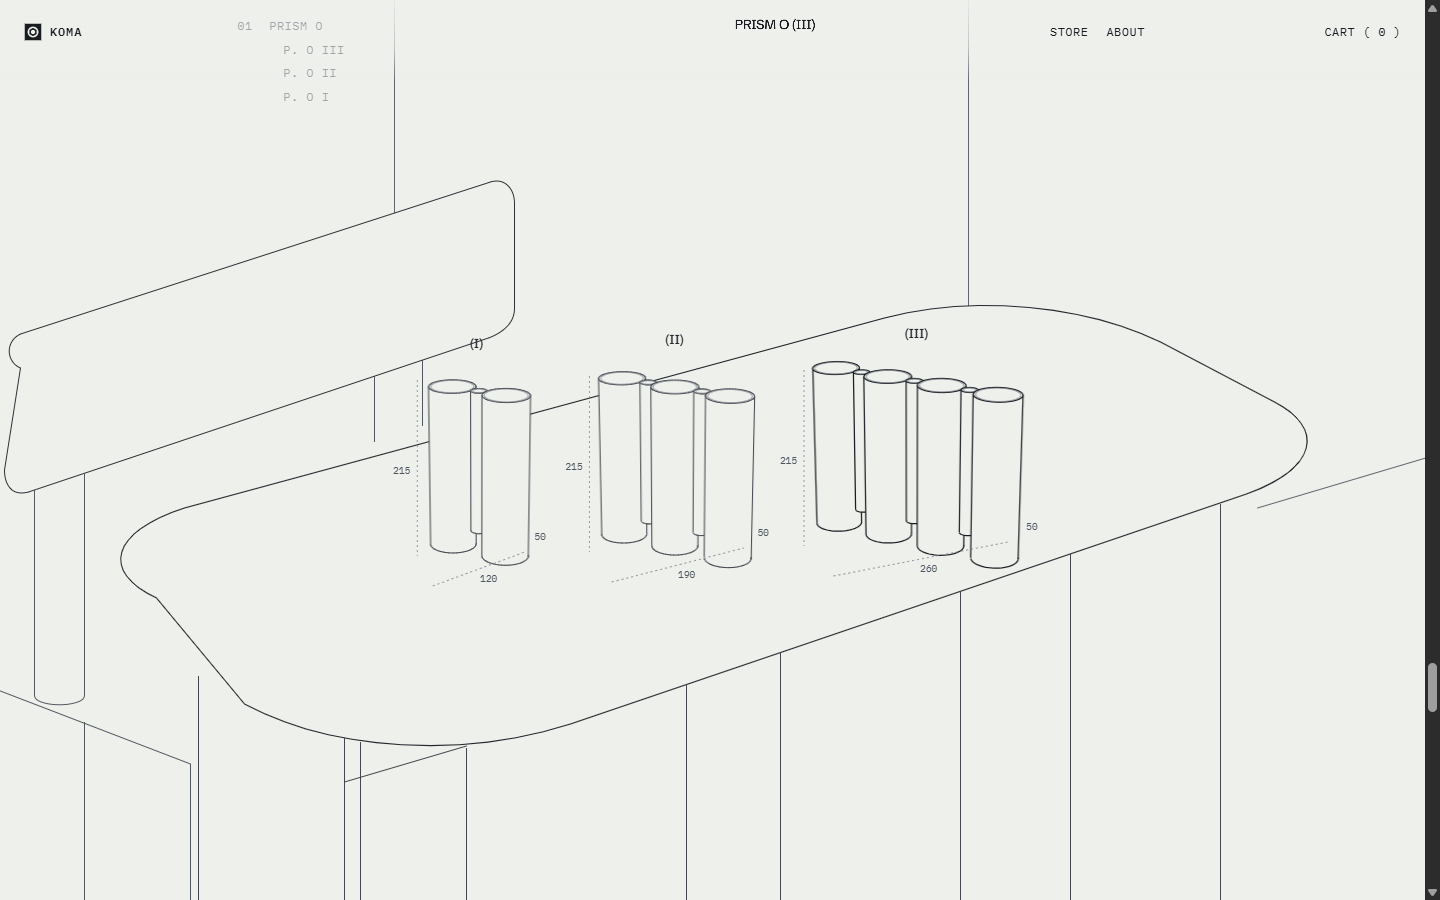 KOMA
01 PRISM O
P. O III
P. O II
P. O I
PRISM O (III)
STORE ABOUT
CART ( 0 )
(I)
(II)
(III)
215
215
215
50
50
50
120
190
260